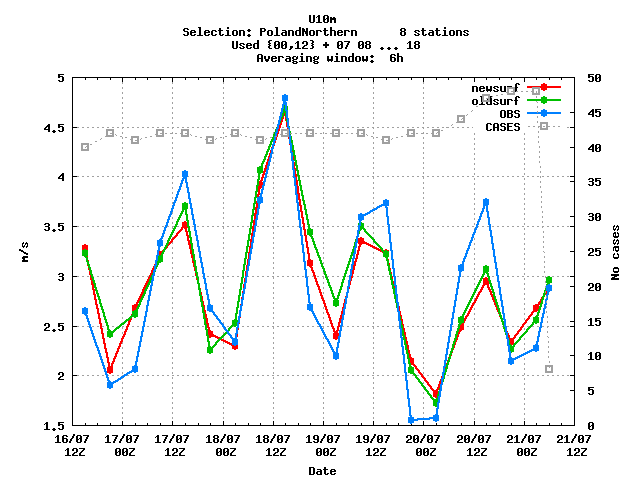 U10m
Selection: PolandNorthern 8 stations
Used {00,12} + 07 08 ... 18
Averaging window: 6h
5
4.5
4
3.5
3
2.5
2
1.5
m/s
50
45
40
35
30
25
20
15
10
5
0
No cases
newsurf
oldsurf
OBS
CASES
16/07 17/07 17/07 18/07 18/07 19/07 19/07 20/07 20/07 21/07 21/07
12Z 00Z 12Z 00Z 12Z 00Z 12Z 00Z 12Z 00Z 12Z
Date